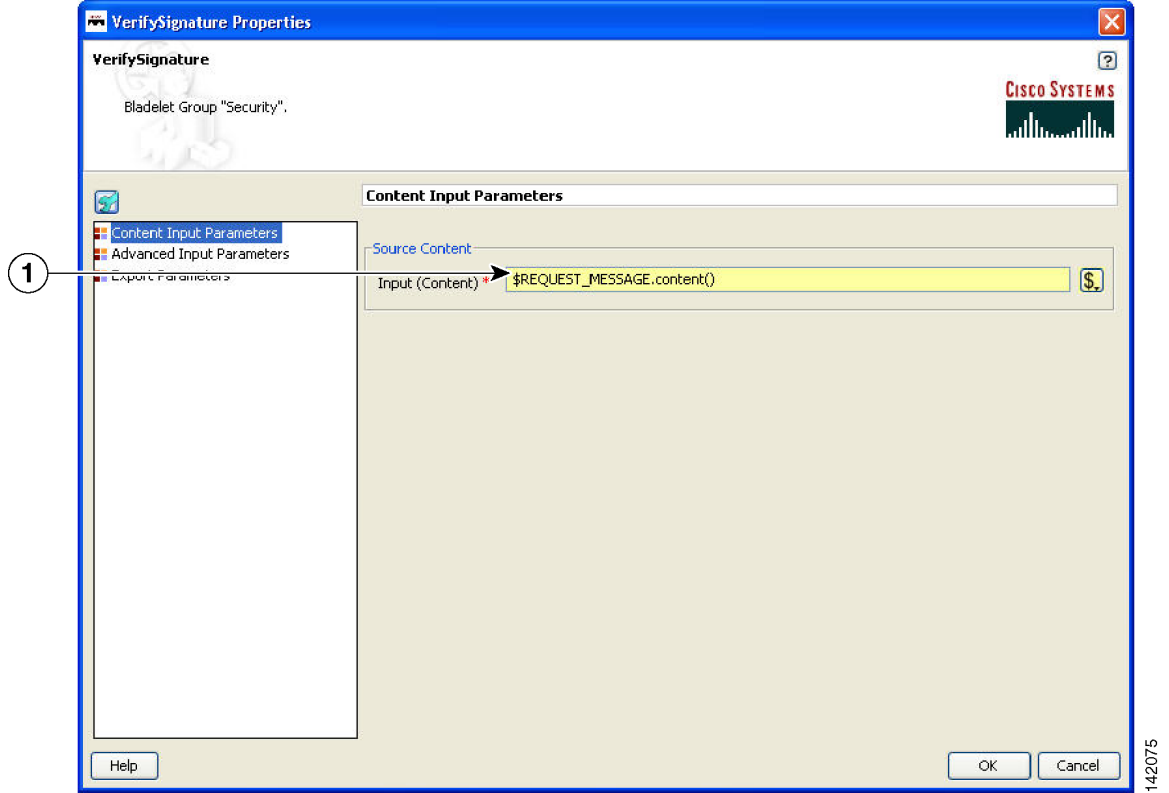 VerifySignature Properties
VerifySignature
?
Bladelet Group "Security".
CISCO SYSTEMS
Content Input Parameters
Content Input Parameters
Advanced Input Parameters
Export Parameters
Source Content
1
Input (Content) *
$REQUEST_MESSAGE.content()
$
Help
OK
Cancel
142075